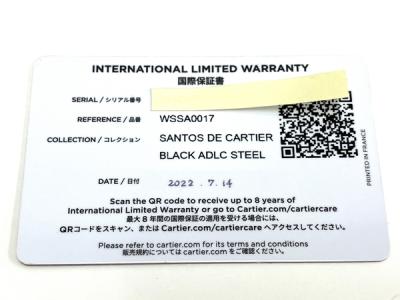 INTERNATIONAL LIMITED WARRANTY
国際保証書
SERIAL / シリアル番号
REFERENCE / 品番 WSSA0017
COLLECTION / コレクション SANTOS DE CARTIER
BLACK ADLC STEEL
DATE / 日付 2022.7.14
Scan the QR code to receive up to 8 years of
International Limited Warranty or go to Cartier.com/cartiercare
最大 8 年間の国際保証の適用を受ける場合には、
QRコードをスキャン、または Cartier.com/cartiercare へアクセスしてください。
Please refer to cartier.com for its terms and conditions
販売規約については cartier.com をご確認ください。
PRINTED IN FRANCE